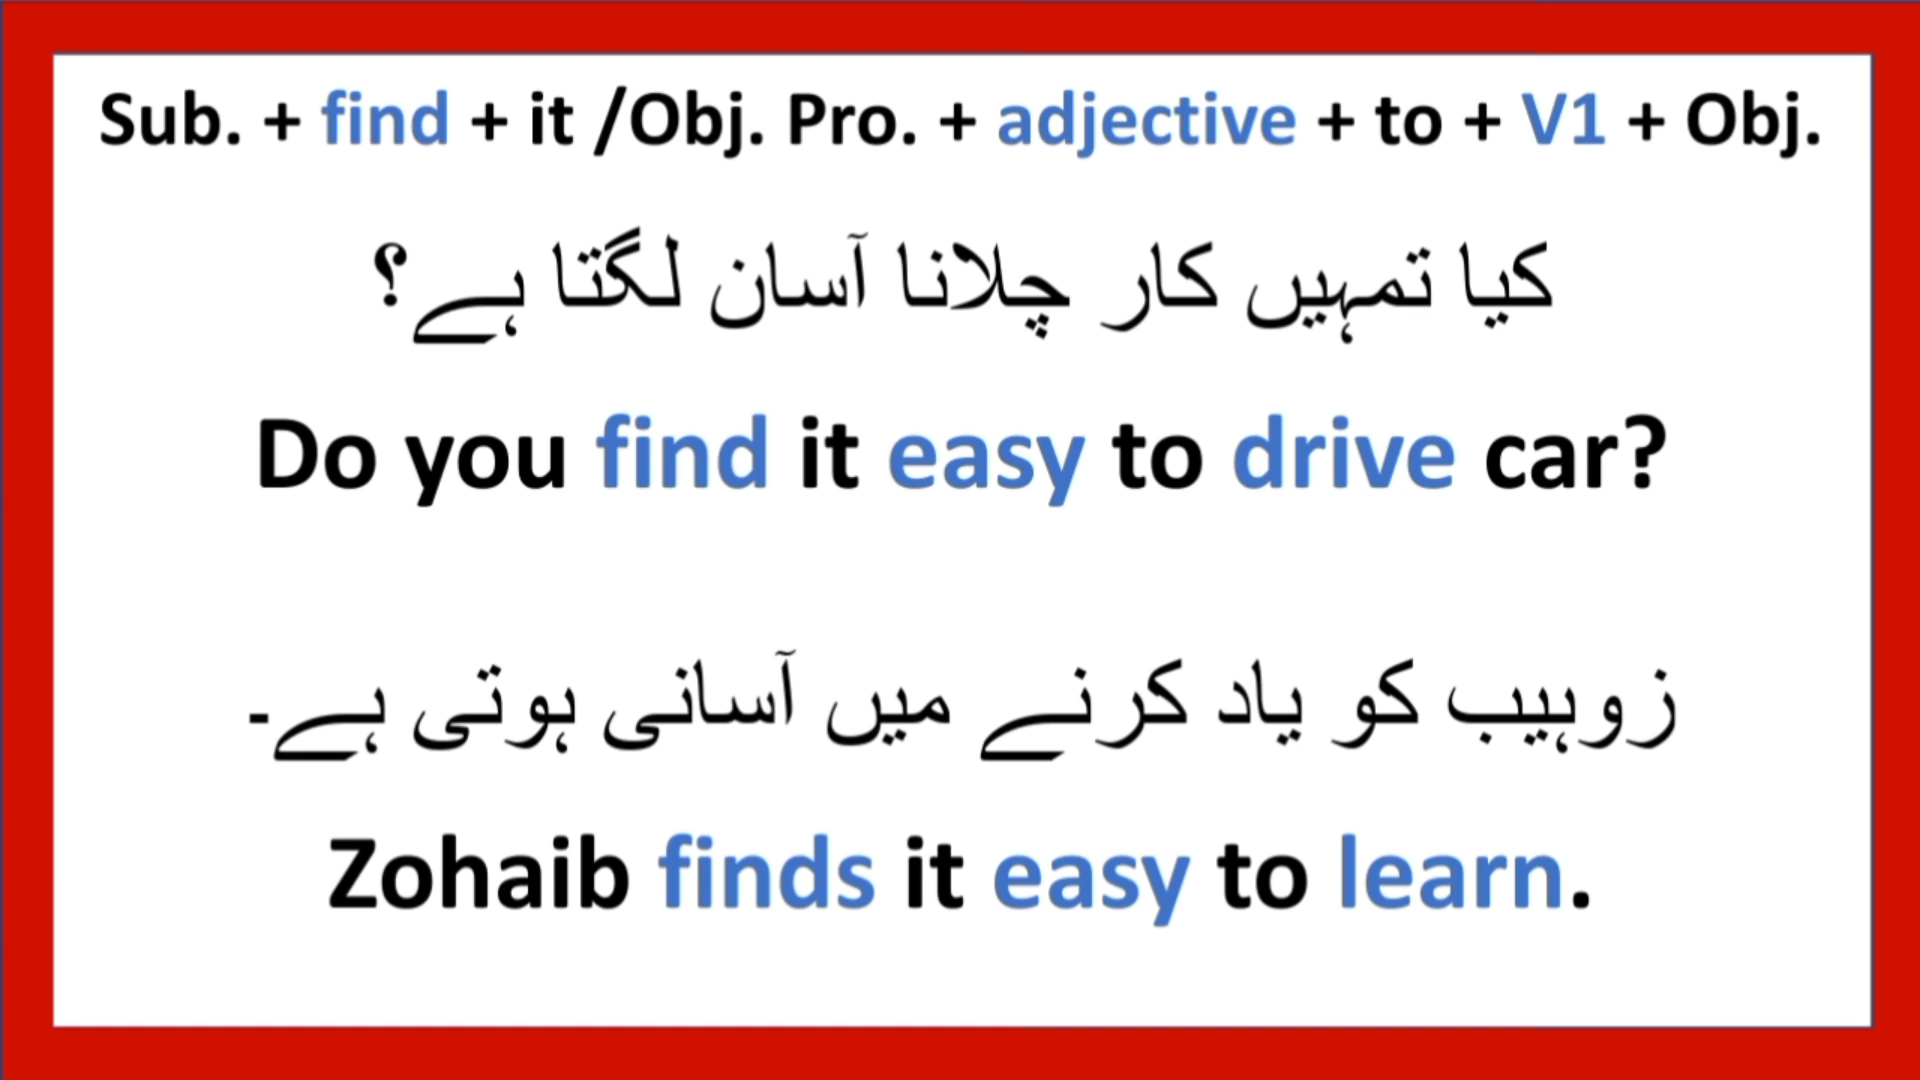 Sub. + find + it /Obj. Pro. + adjective + to + V1 + Obj.
کیا تمہیں کار چلانا آسان لگتا ہے؟
Do you find it easy to drive car?
زوہیب کو یاد کرنے میں آسانی ہوتی ہے۔
Zohaib finds it easy to learn.